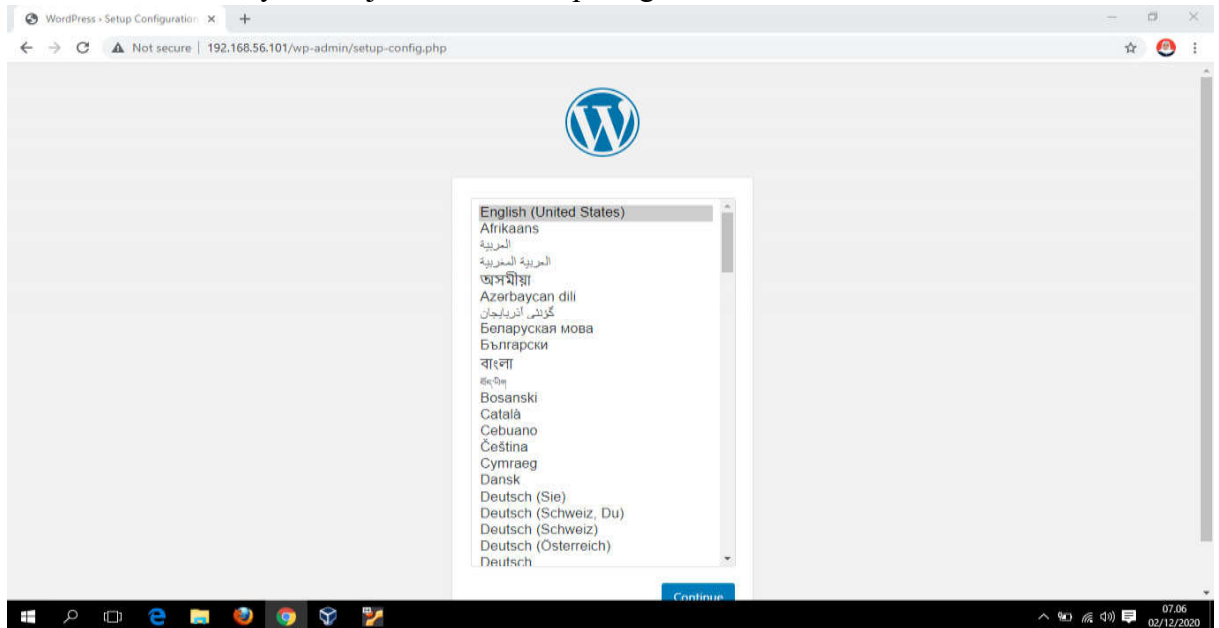 WordPress › Setup Configuration
Not secure | 192.168.56.101/wp-admin/setup-config.php
English (United States)
Afrikaans
العربية
العربية المغربية
অসমীয়া
Azərbaycan dili
گؤنئی آذربایجان
Беларуская мова
Български
বাংলা
བོད་ཡིག
Bosanski
Català
Cebuano
Čeština
Cymraeg
Dansk
Deutsch (Sie)
Deutsch (Schweiz, Du)
Deutsch (Schweiz)
Deutsch (Österreich)
Deutsch
Continue
07.06
02/12/2020